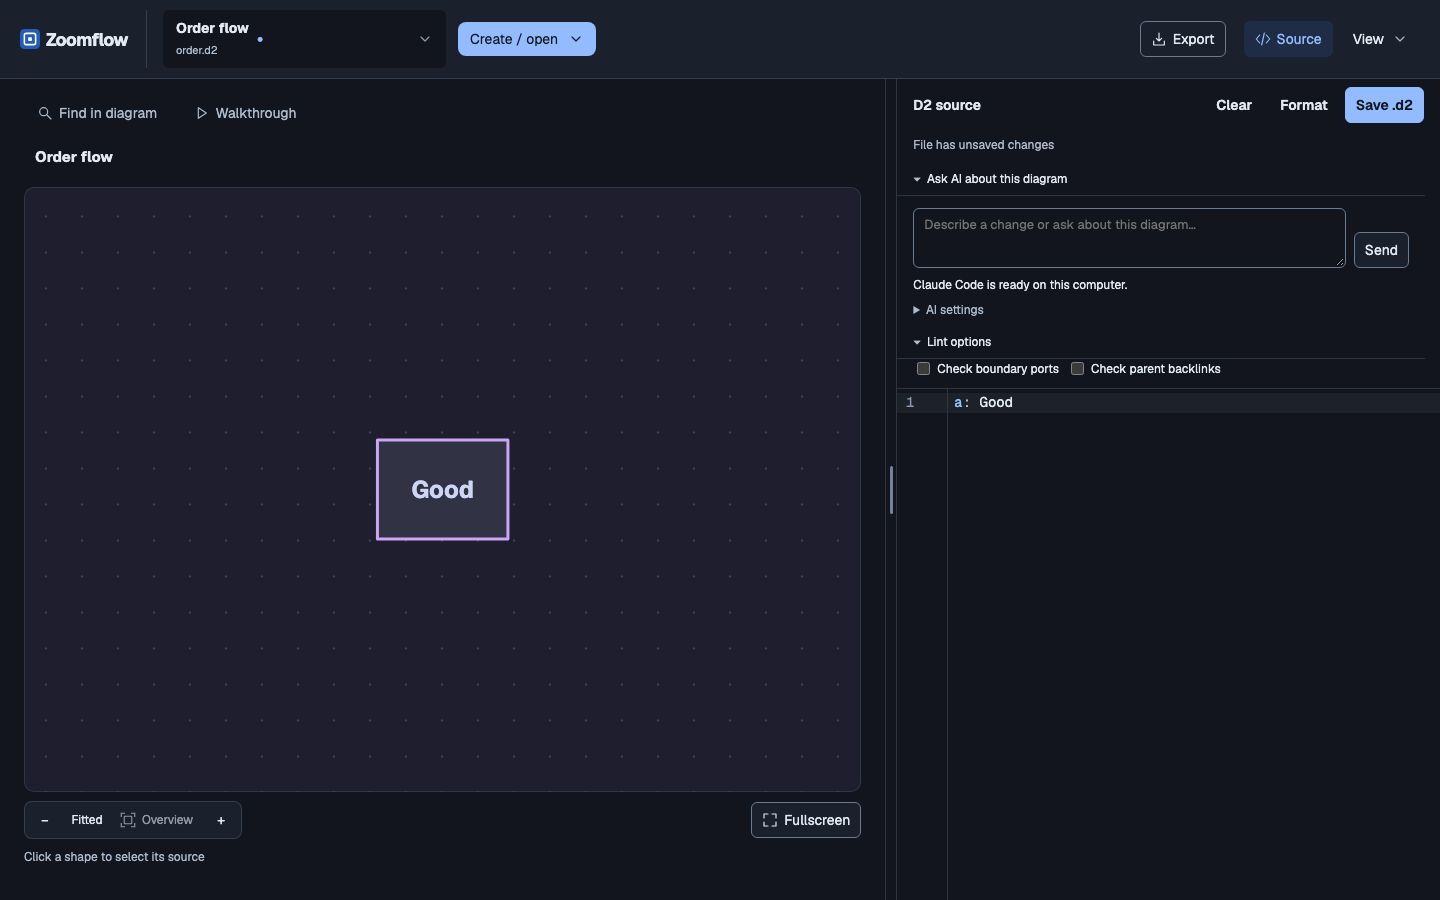 Zoomflow
Order flow
order.d2
Create / open
Export
Source
View
Find in diagram
Walkthrough
Order flow
Good
Fitted
Overview
Fullscreen
Click a shape to select its source
D2 source
Clear
Format
Save .d2
File has unsaved changes
Ask AI about this diagram
Describe a change or ask about this diagram…
Send
Claude Code is ready on this computer.
AI settings
Lint options
Check boundary ports
Check parent backlinks
1 a: Good